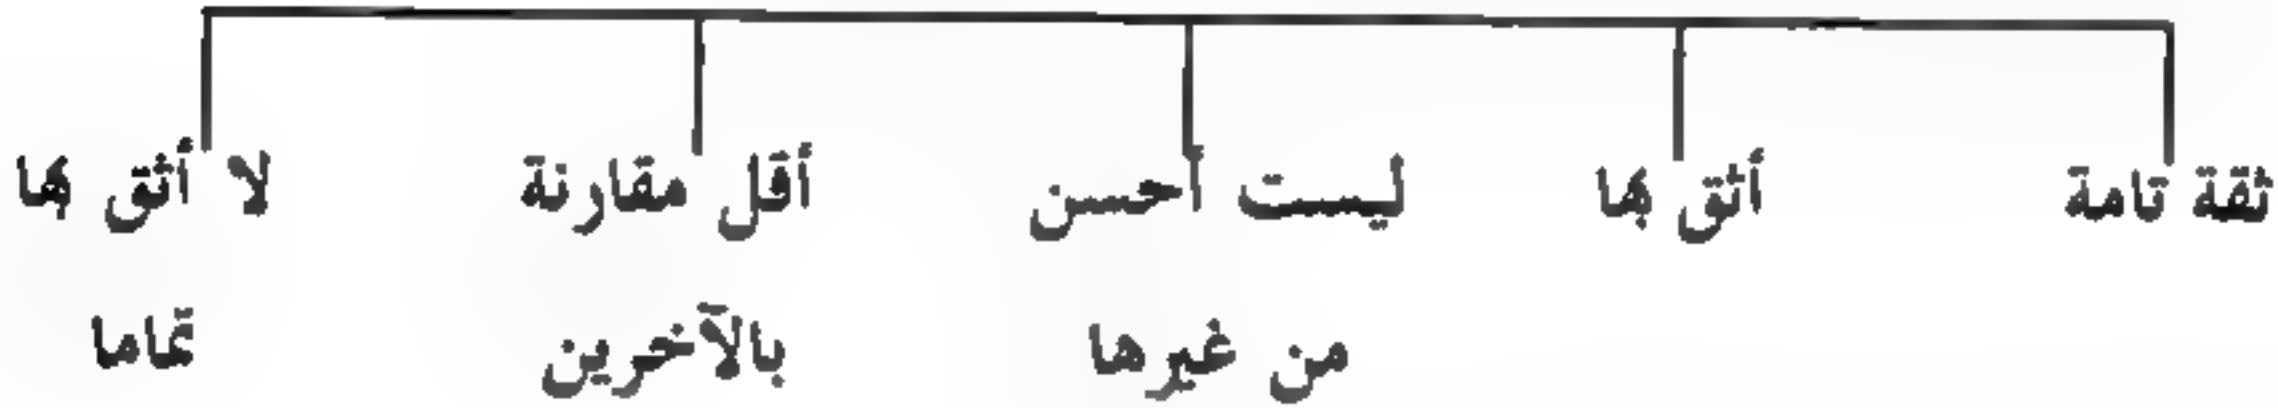 ثقة تامة
أثق بها
ليست أحسن
من غيرها
أقل مقارنة
بالآخرين
لا أثق بها
تماما